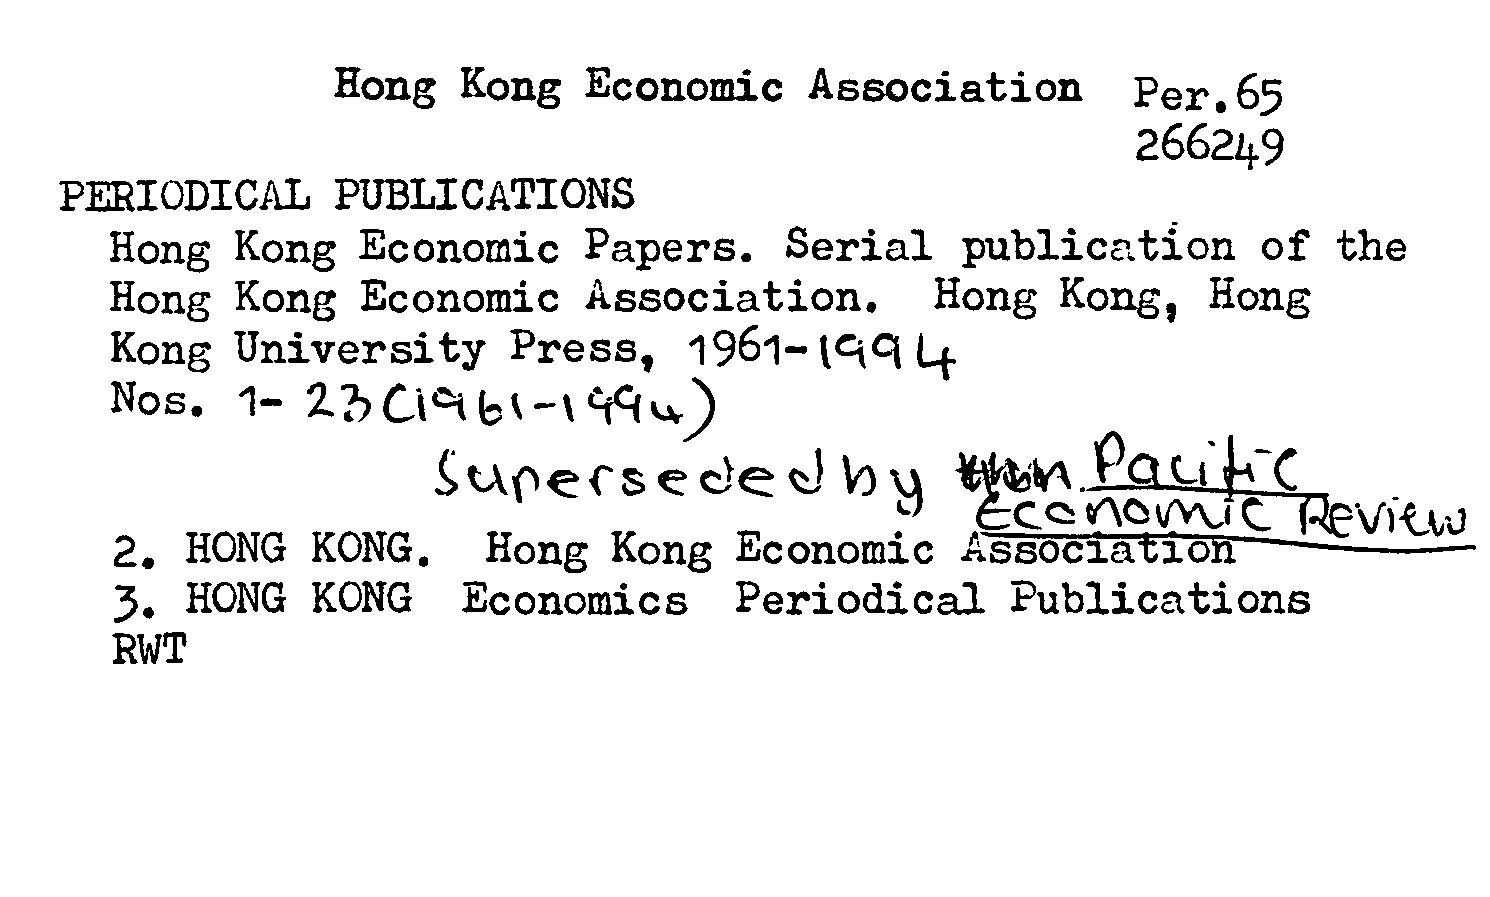 Hong Kong Economic Association Per.65
266249
PERIODICAL PUBLICATIONS
Hong Kong Economic Papers. Serial publication of the
Hong Kong Economic Association. Hong Kong, Hong
Kong University Press, 1961-1994
Nos. 1-23(1961-1994)
Superseded by Pacific
Economic Review
2. HONG KONG. Hong Kong Economic Association
3. HONG KONG Economics Periodical Publications
RWT